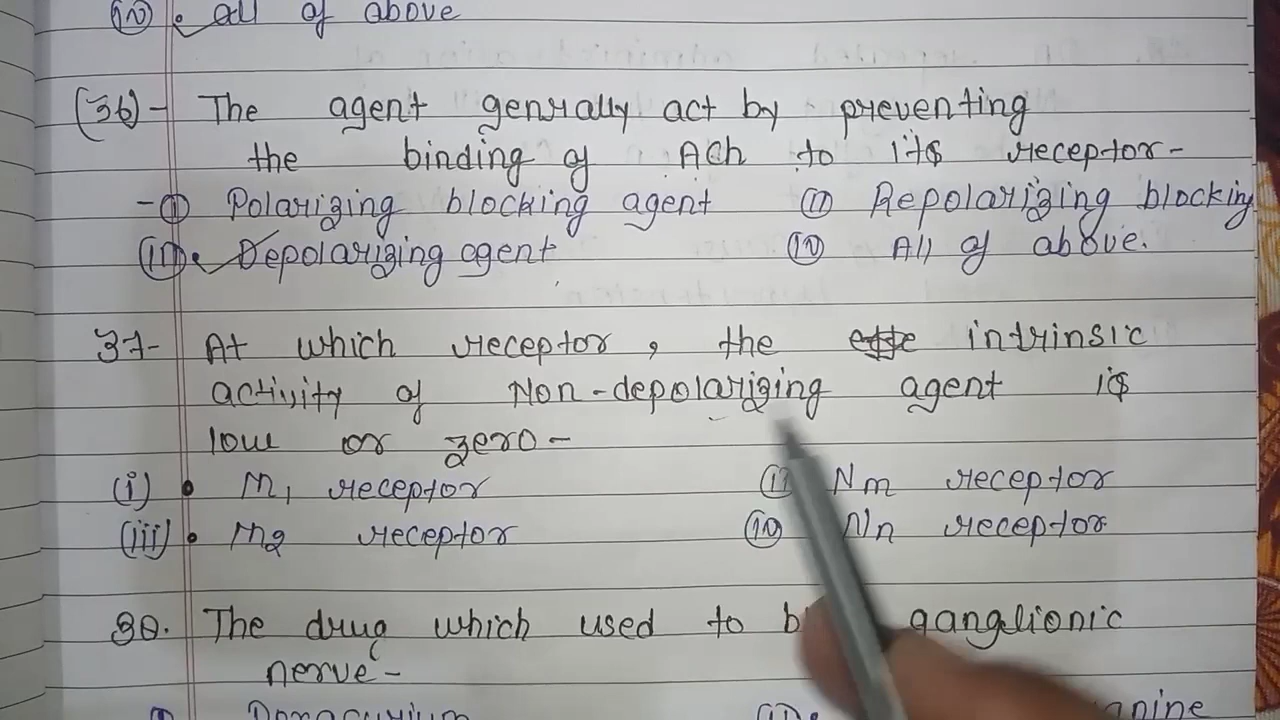 (iv). all of above
(36)- The agent genrally act by preventing
the binding of ACh to its receptor-
-(i) Polarizing blocking agent (ii) Repolarizing blocking
(iii). Depolarizing agent (iv) All of above.
37- At which receptor, the intrinsic
activity of Non-depolarizing agent is
low or zero-
(i) • M1 receptor (ii) Nm receptor
(iii) • M2 receptor (iv) Nn receptor
The drug which used to ganglionic
nerve-